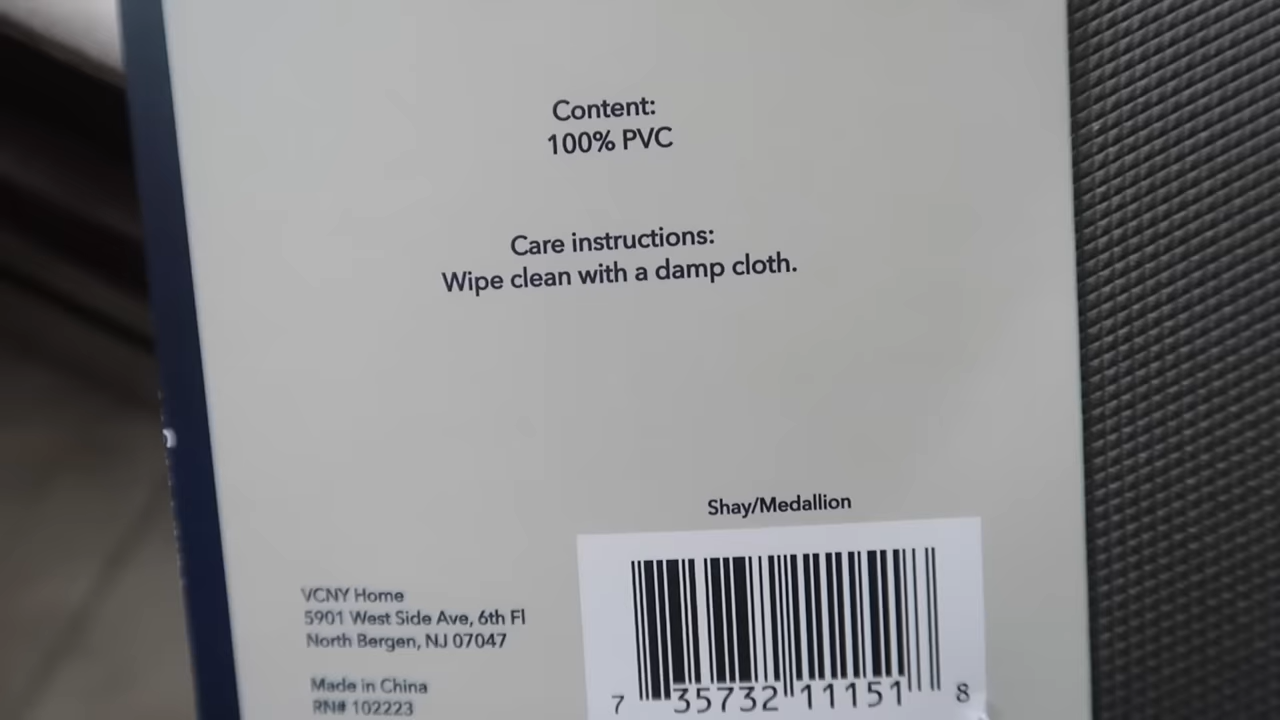 Content:
100% PVC
Care instructions:
Wipe clean with a damp cloth.
Shay/Medallion
VCNY Home
5901 West Side Ave, 6th Fl
North Bergen, NJ 07047
Made in China
RN# 102223
7 35732 11151 8